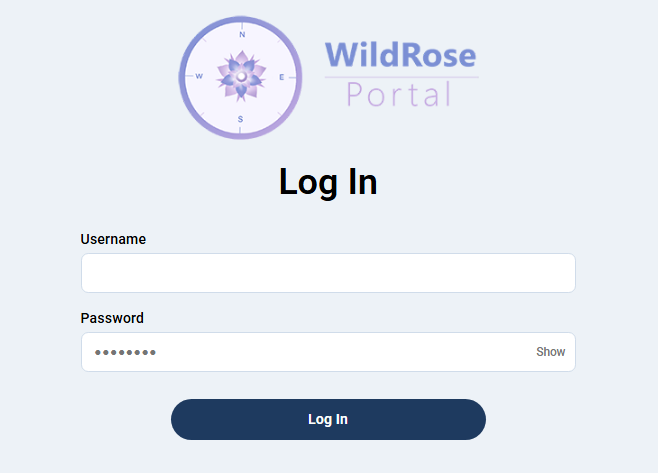 N
W
E
S
WildRose
Portal
Log In
Username
Password
••••••••
Show
Log In